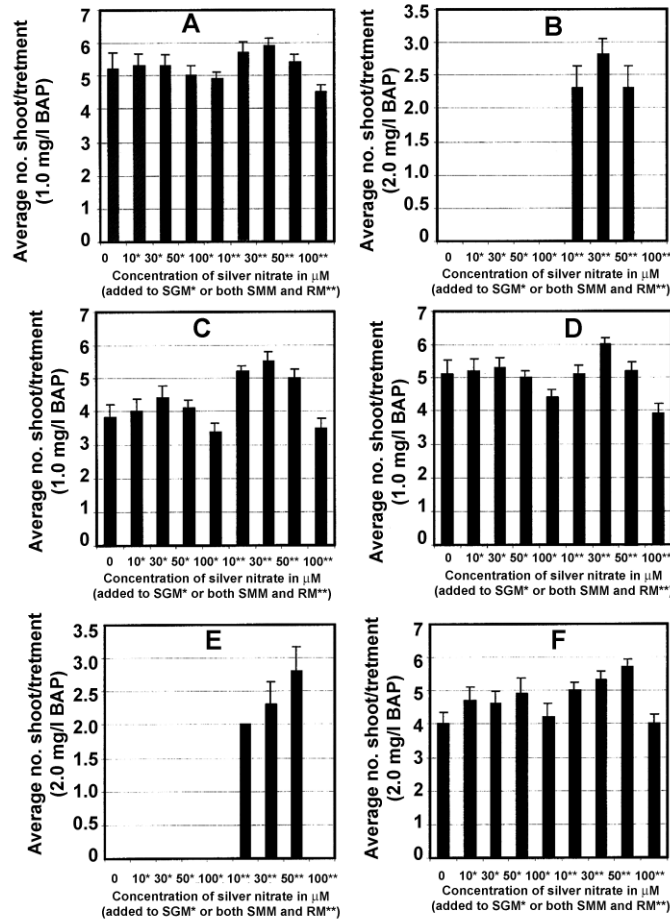 A
Average no. shoot/tretment
(1.0 mg/l BAP)
7
6
5
4
3
2
1
0
0 10* 30* 50* 100* 10** 30** 50** 100**
Concentration of silver nitrate in μM
(added to SGM* or both SMM and RM**)
B
Average no. shoot/tretment
(2.0 mg/l BAP)
3.5
3.0
2.5
2.0
1.5
1.0
0.5
0
0 10* 30* 50* 100* 10** 30** 50** 100**
Concentration of silver nitrate in μM
(added to SGM* or both SMM and RM**)
C
Average no. shoot/tretment
(1.0 mg/l BAP)
7
6
5
4
3
2
1
0
0 10* 30* 50* 100* 10** 30** 50** 100**
Concentration of silver nitrate in μM
(added to SGM* or both SMM and RM**)
D
Average no. shoot/tretment
(1.0 mg/l BAP)
7
6
5
4
3
2
1
0
0 10* 30* 50* 100* 10** 30** 50** 100**
Concentration of silver nitrate in μM
(added to SGM* or both SMM and RM**)
E
Average no. shoot/tretment
(2.0 mg/l BAP)
3.5
3.0
2.5
2.0
1.5
1.0
0.5
0
0 10* 30* 50* 100* 10** 30** 50** 100**
Concentration of silver nitrate in μM
(added to SGM* or both SMM and RM**)
F
Average no. shoot/tretment
(2.0 mg/l BAP)
7
6
5
4
3
2
1
0
0 10* 30* 50* 100* 10** 30** 50** 100**
Concentration of silver nitrate in μM
(added to SGM* or both SMM and RM**)